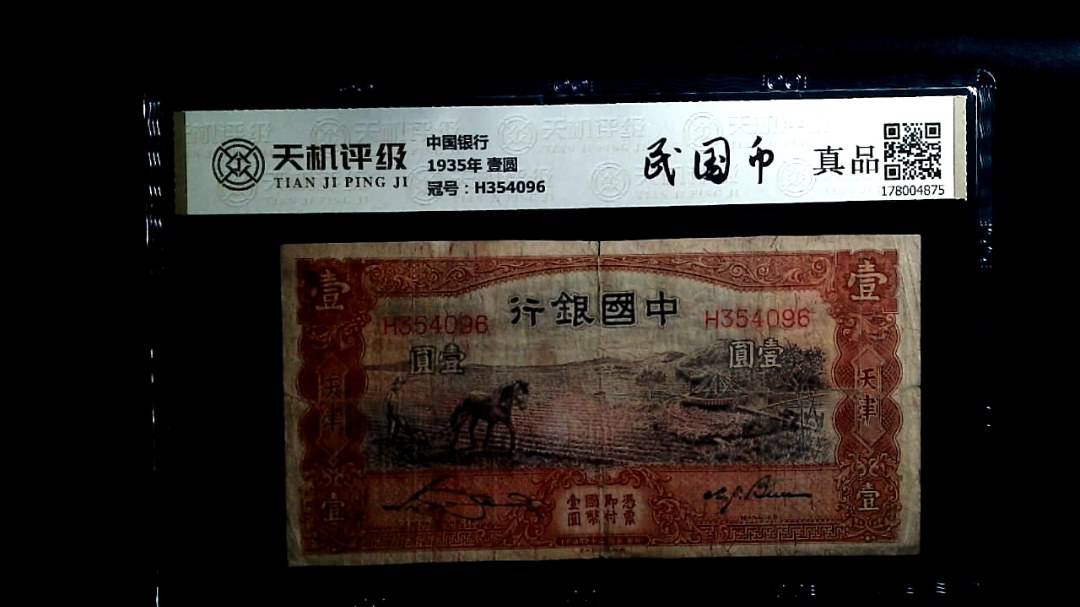 天机评级
TIAN JI PING JI
中国银行
1935年 壹圆
冠号：H354096
民国币
真品
178004875
壹
壹
行銀國中
H354096
H354096
圓壹
圓壹
天津
天津
憑票
即付
國幣
壹圓
壹
壹